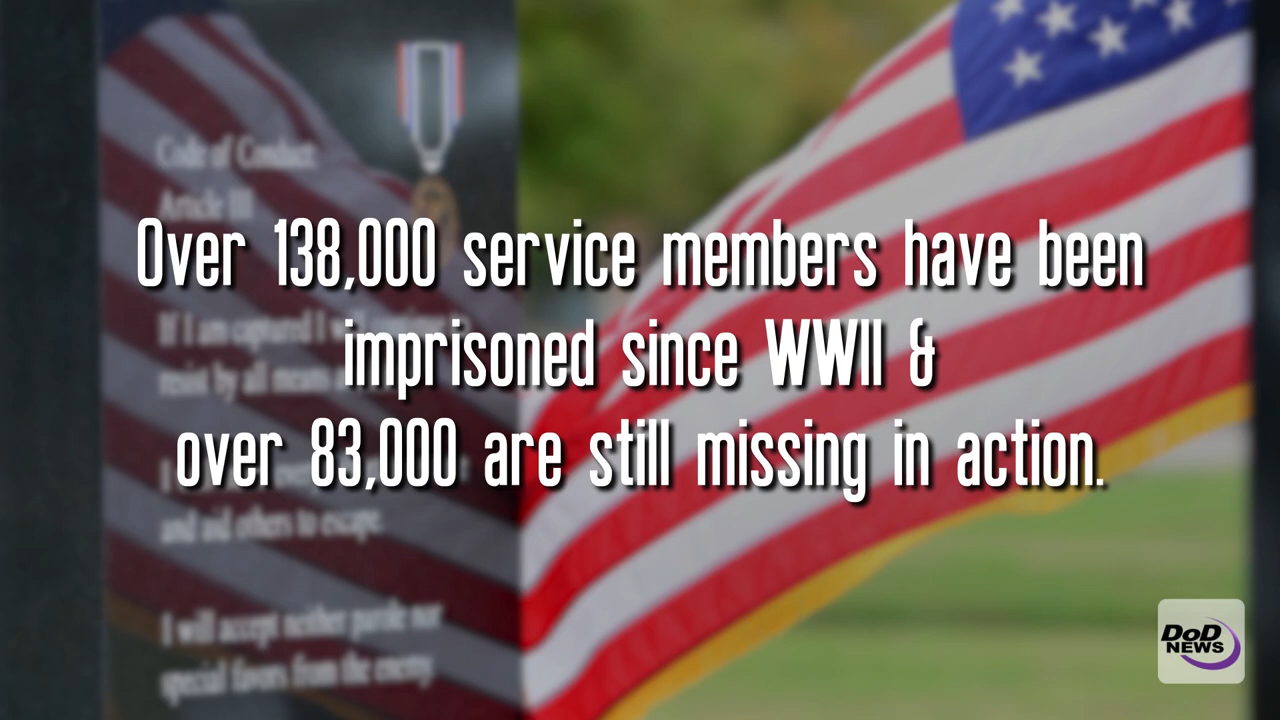 Code of Conduct
Article III
Over 138,000 service members have been
If I am captured I will continue to
imprisoned since WWII &
resist by all means
over 83,000 are still missing in action.
and aid others to escape.
I will accept neither parole nor
special favors from the enemy.
DoD
NEWS